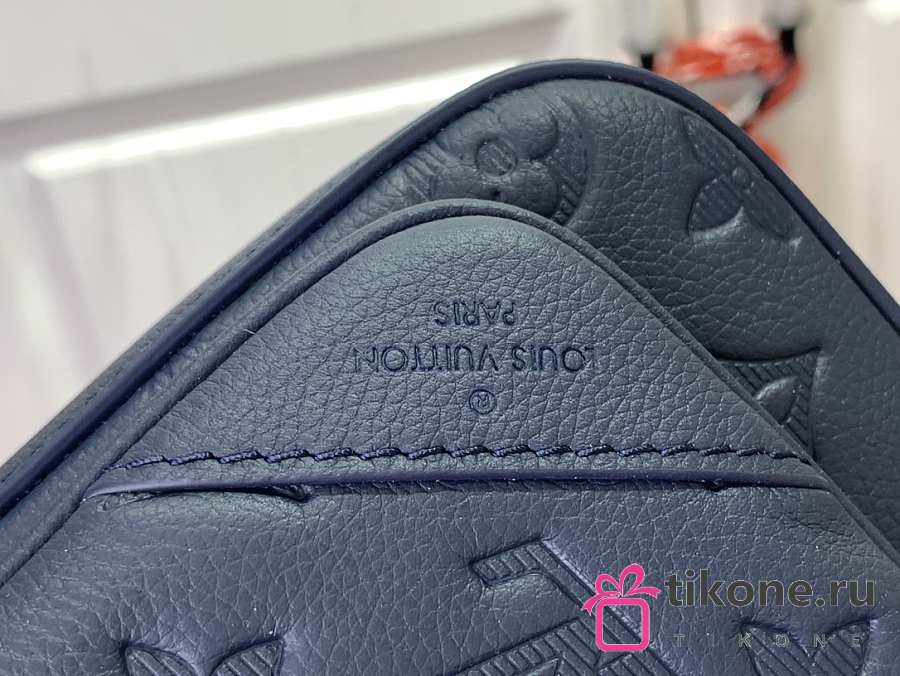 LOUIS VUITTON
PARIS
®
tikone.ru
TIKONE